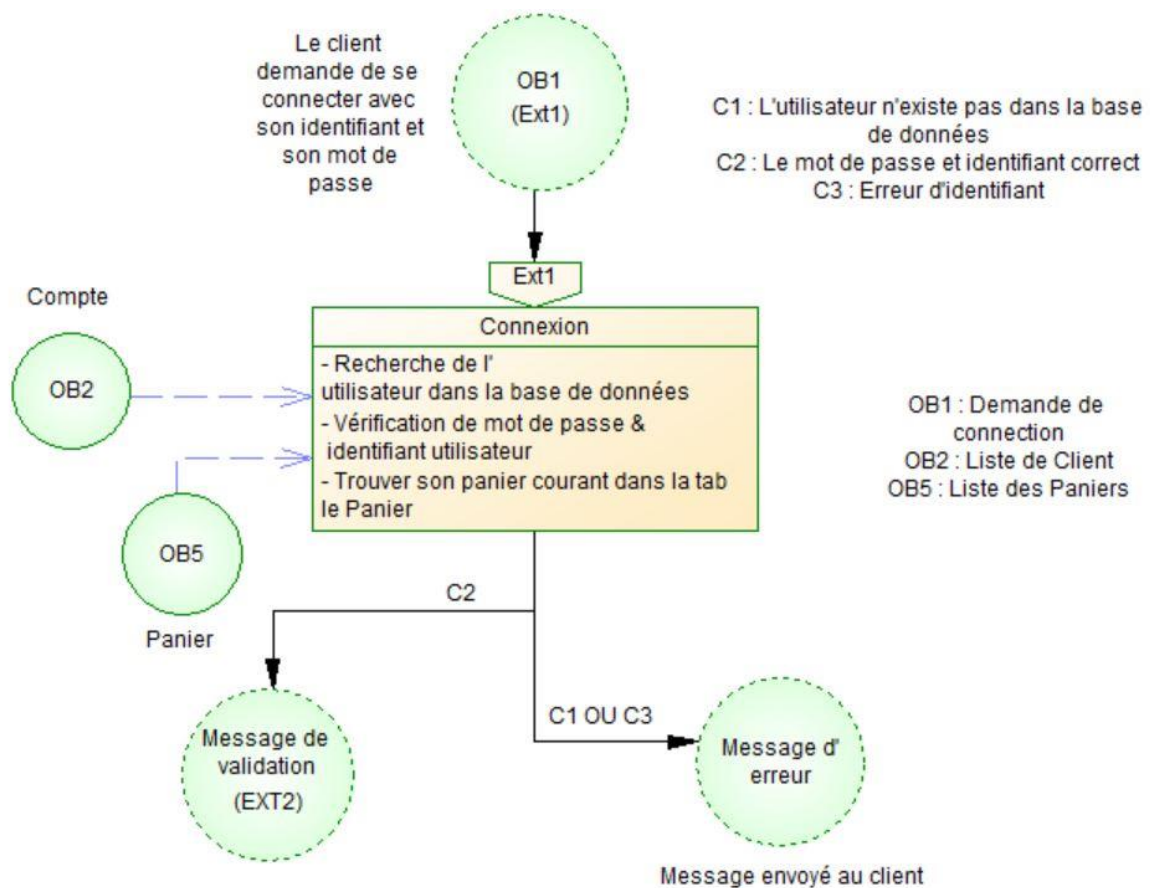 Le client
demande de se
connecter avec
son identifiant et
son mot de
passe
OB1
(Ext1)
C1 : L'utilisateur n'existe pas dans la base
de données
C2 : Le mot de passe et identifiant correct
C3 : Erreur d'identifiant
Ext1
Connexion
- Recherche de l'
utilisateur dans la base de données
- Vérification de mot de passe &
identifiant utilisateur
- Trouver son panier courant dans la tab
le Panier
Compte
OB2
OB5
Panier
OB1 : Demande de
connection
OB2 : Liste de Client
OB5 : Liste des Paniers
C2
C1 OU C3
Message de
validation
(EXT2)
Message d'
erreur
Message envoyé au client